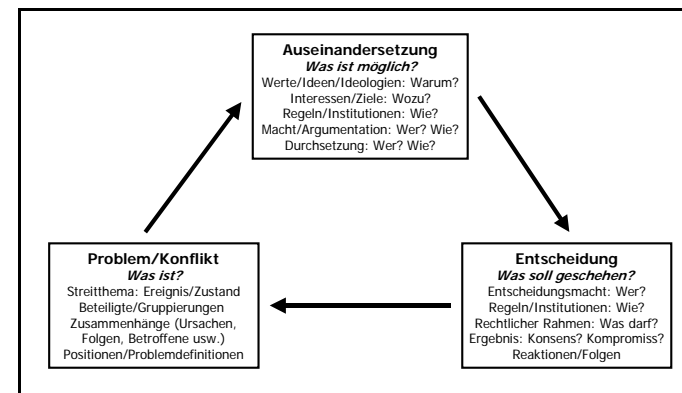 Auseinandersetzung
Was ist möglich?
Werte/Ideen/Ideologien: Warum?
Interessen/Ziele: Wozu?
Regeln/Institutionen: Wie?
Macht/Argumentation: Wer? Wie?
Durchsetzung: Wer? Wie?
Problem/Konflikt
Was ist?
Streitthema: Ereignis/Zustand
Beteiligte/Gruppierungen
Zusammenhänge (Ursachen,
Folgen, Betroffene usw.)
Positionen/Problemdefinitionen
Entscheidung
Was soll geschehen?
Entscheidungsmacht: Wer?
Regeln/Institutionen: Wie?
Rechtlicher Rahmen: Was darf?
Ergebnis: Konsens? Kompromiss?
Reaktionen/Folgen